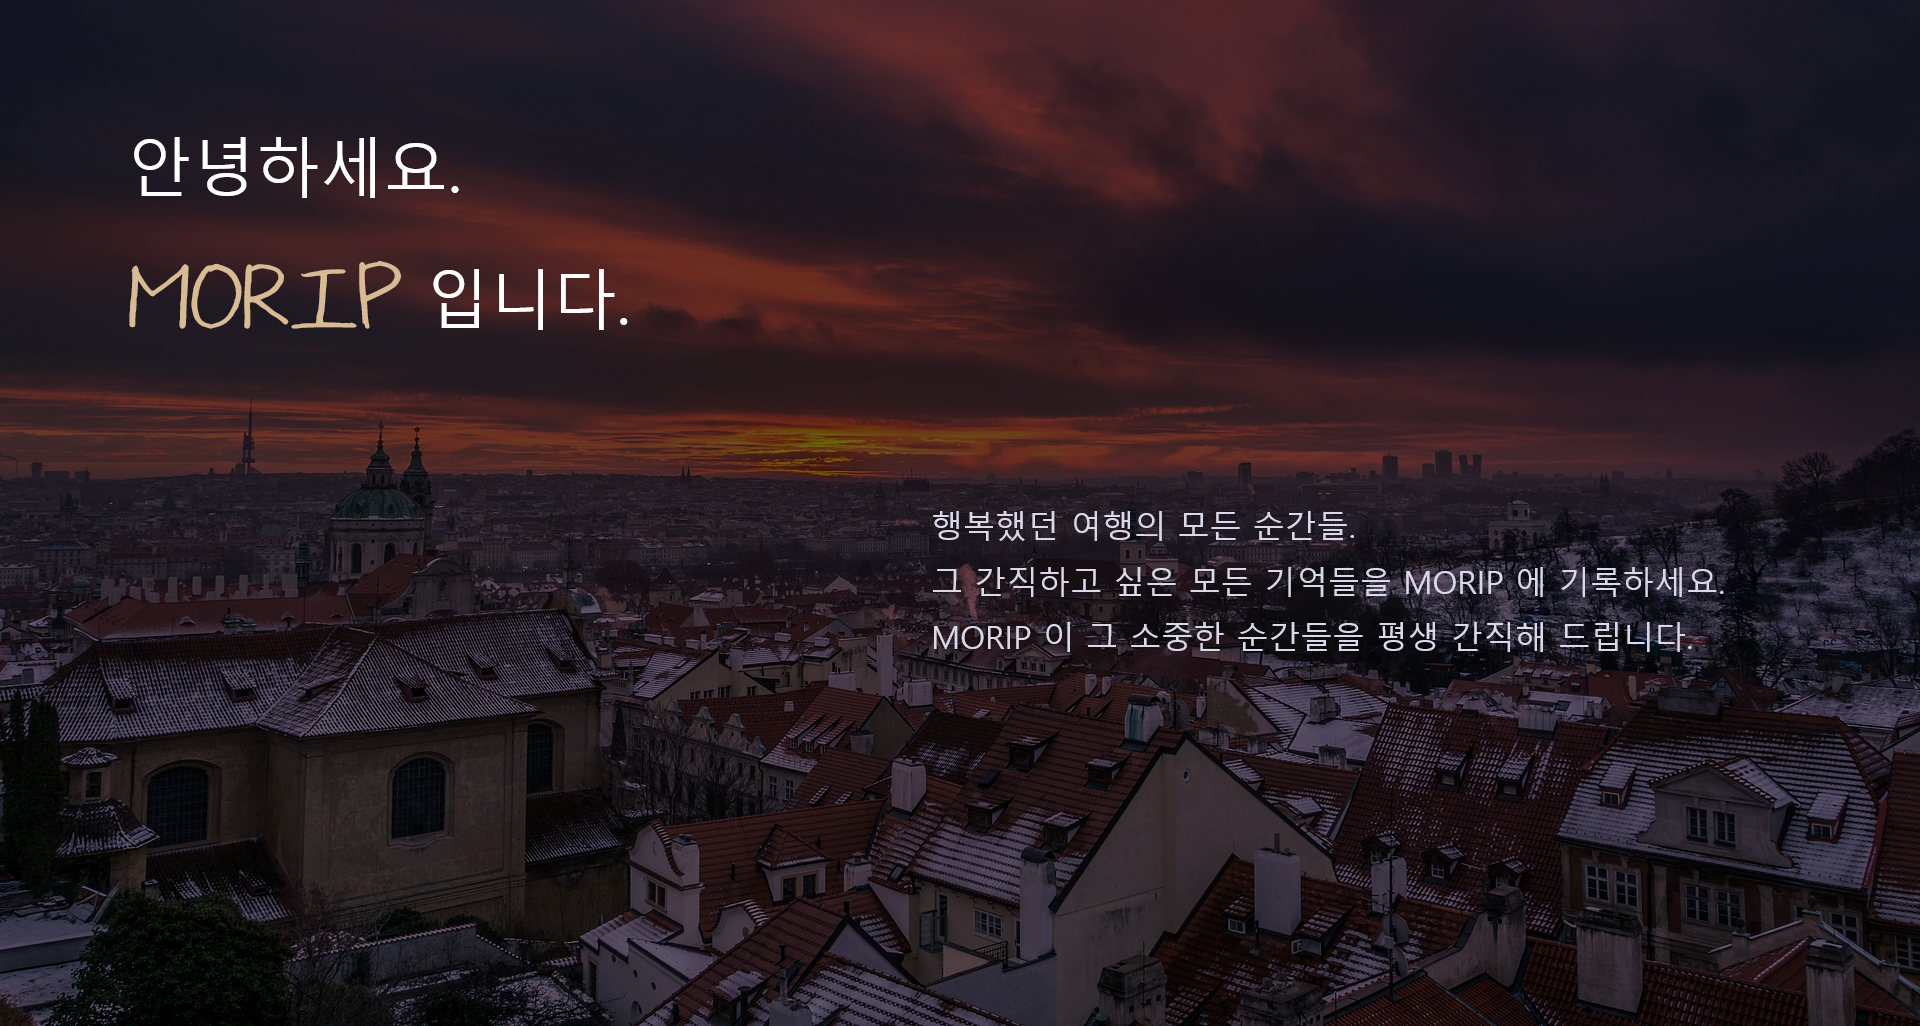 안녕하세요.
MORIP 입니다.
행복했던 여행의 모든 순간들.
그 간직하고 싶은 모든 기억들을 MORIP 에 기록하세요.
MORIP 이 그 소중한 순간들을 평생 간직해 드립니다.